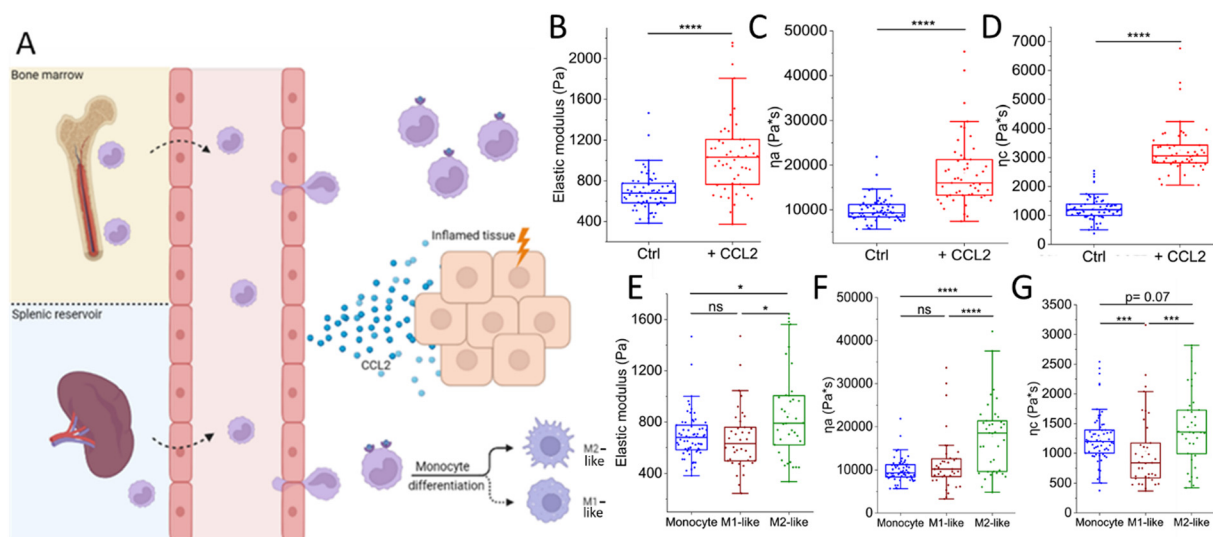 A
Bone marrow
Splenic reservoir
Inflamed tissue
CCL2
Monocyte
differentiation
M2-
like
M1-
like
B
Elastic modulus (Pa)
2000
1600
1200
800
400
****
Ctrl
+ CCL2
C
ηa (Pa*s)
50000
40000
30000
20000
10000
****
Ctrl
+ CCL2
D
ηc (Pa*s)
7000
6000
5000
4000
3000
2000
1000
0
****
Ctrl
+ CCL2
E
Elastic modulus (Pa)
1600
1200
800
400
*
ns
*
Monocyte
M1-like
M2-like
F
ηa (Pa*s)
50000
40000
30000
20000
10000
0
****
ns
****
Monocyte
M1-like
M2-like
G
ηc (Pa*s)
3500
3000
2500
2000
1500
1000
500
0
p= 0.07
***
***
Monocyte
M1-like
M2-like